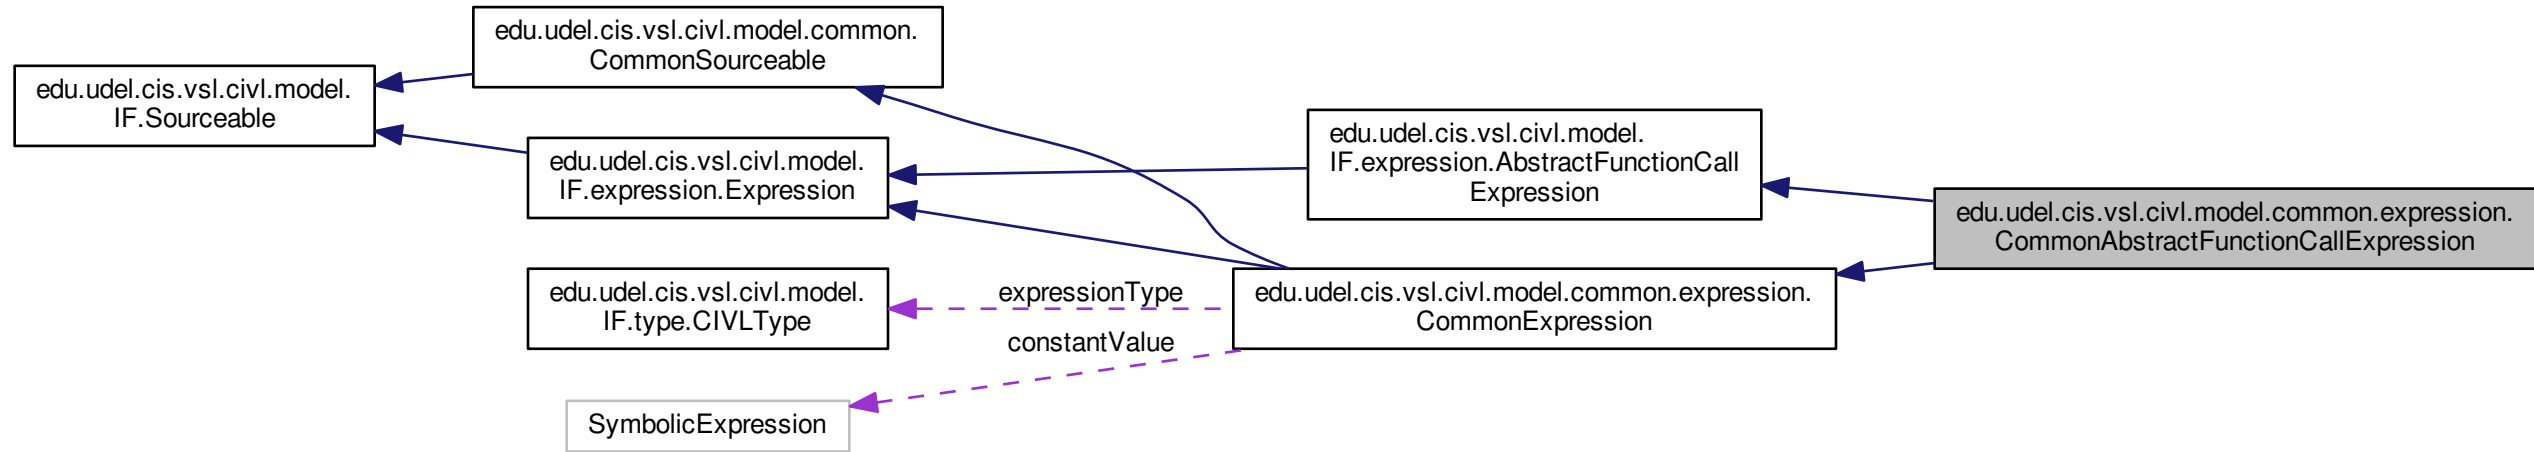 edu.udel.cis.vsl.civl.model.common.
CommonSourceable
edu.udel.cis.vsl.civl.model.
IF.Sourceable
edu.udel.cis.vsl.civl.model.
IF.expression.Expression
edu.udel.cis.vsl.civl.model.
IF.expression.AbstractFunctionCall
Expression
edu.udel.cis.vsl.civl.model.common.expression.
CommonAbstractFunctionCallExpression
edu.udel.cis.vsl.civl.model.
IF.type.CIVLType
expressionType
edu.udel.cis.vsl.civl.model.common.expression.
CommonExpression
constantValue
SymbolicExpression